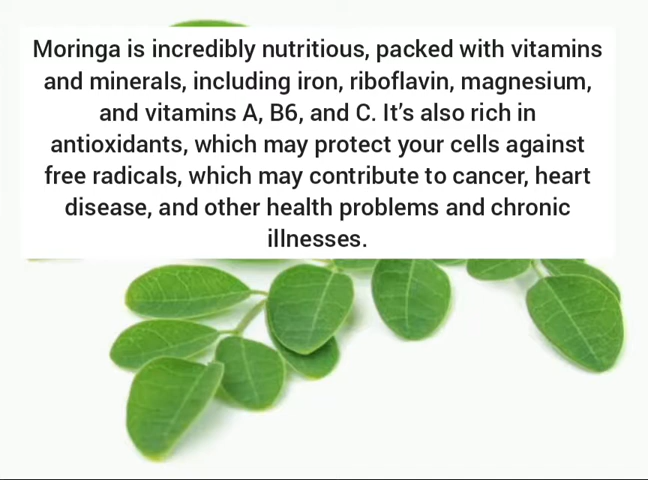 Moringa is incredibly nutritious, packed with vitamins
and minerals, including iron, riboflavin, magnesium,
and vitamins A, B6, and C. It’s also rich in
antioxidants, which may protect your cells against
free radicals, which may contribute to cancer, heart
disease, and other health problems and chronic
illnesses.